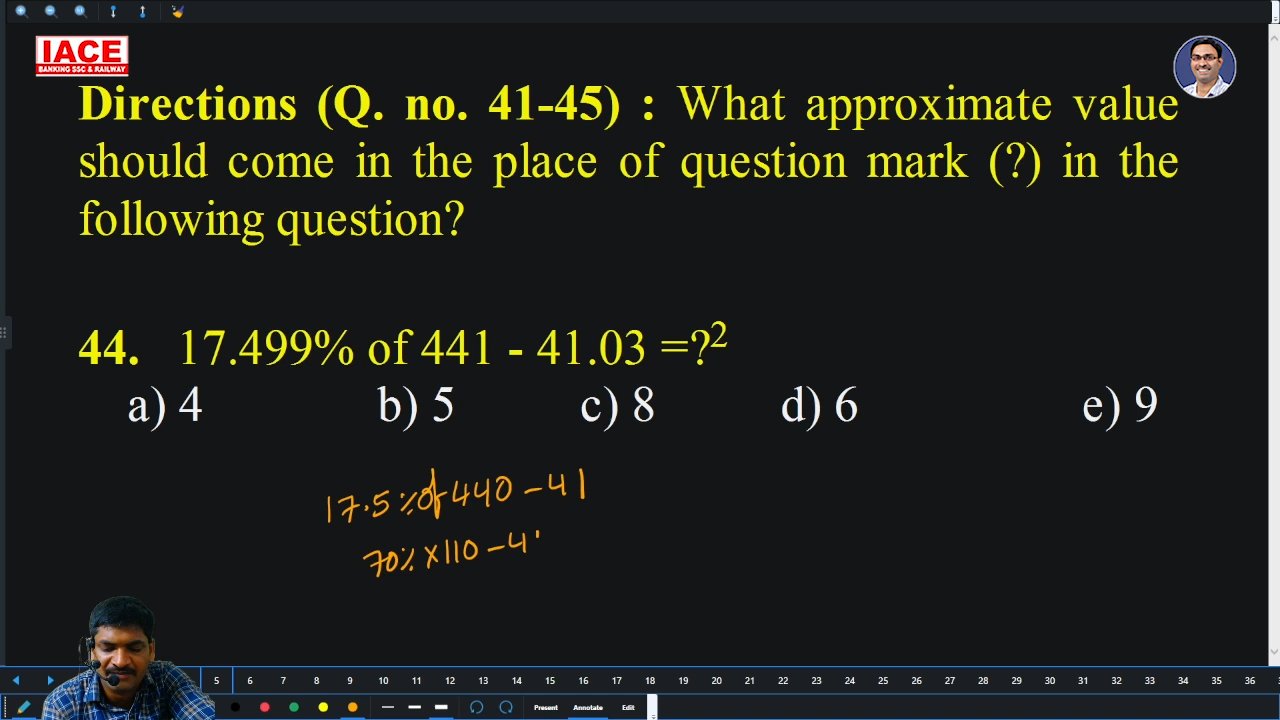 IACE
BANKING SSC & RAILWAY
Directions (Q. no. 41-45) : What approximate value
should come in the place of question mark (?) in the
following question?
44. 17.499% of 441 - 41.03 =?²
a) 4 b) 5 c) 8 d) 6 e) 9
17.5% of 440 - 41
70% × 110 - 4
5 6 7 8 9 10 11 12 13 14 15 16 17 18 19 20 21 22 23 24 25 26 27 28 29 30 31 32 33 34 35 36
Present Annotate Edit